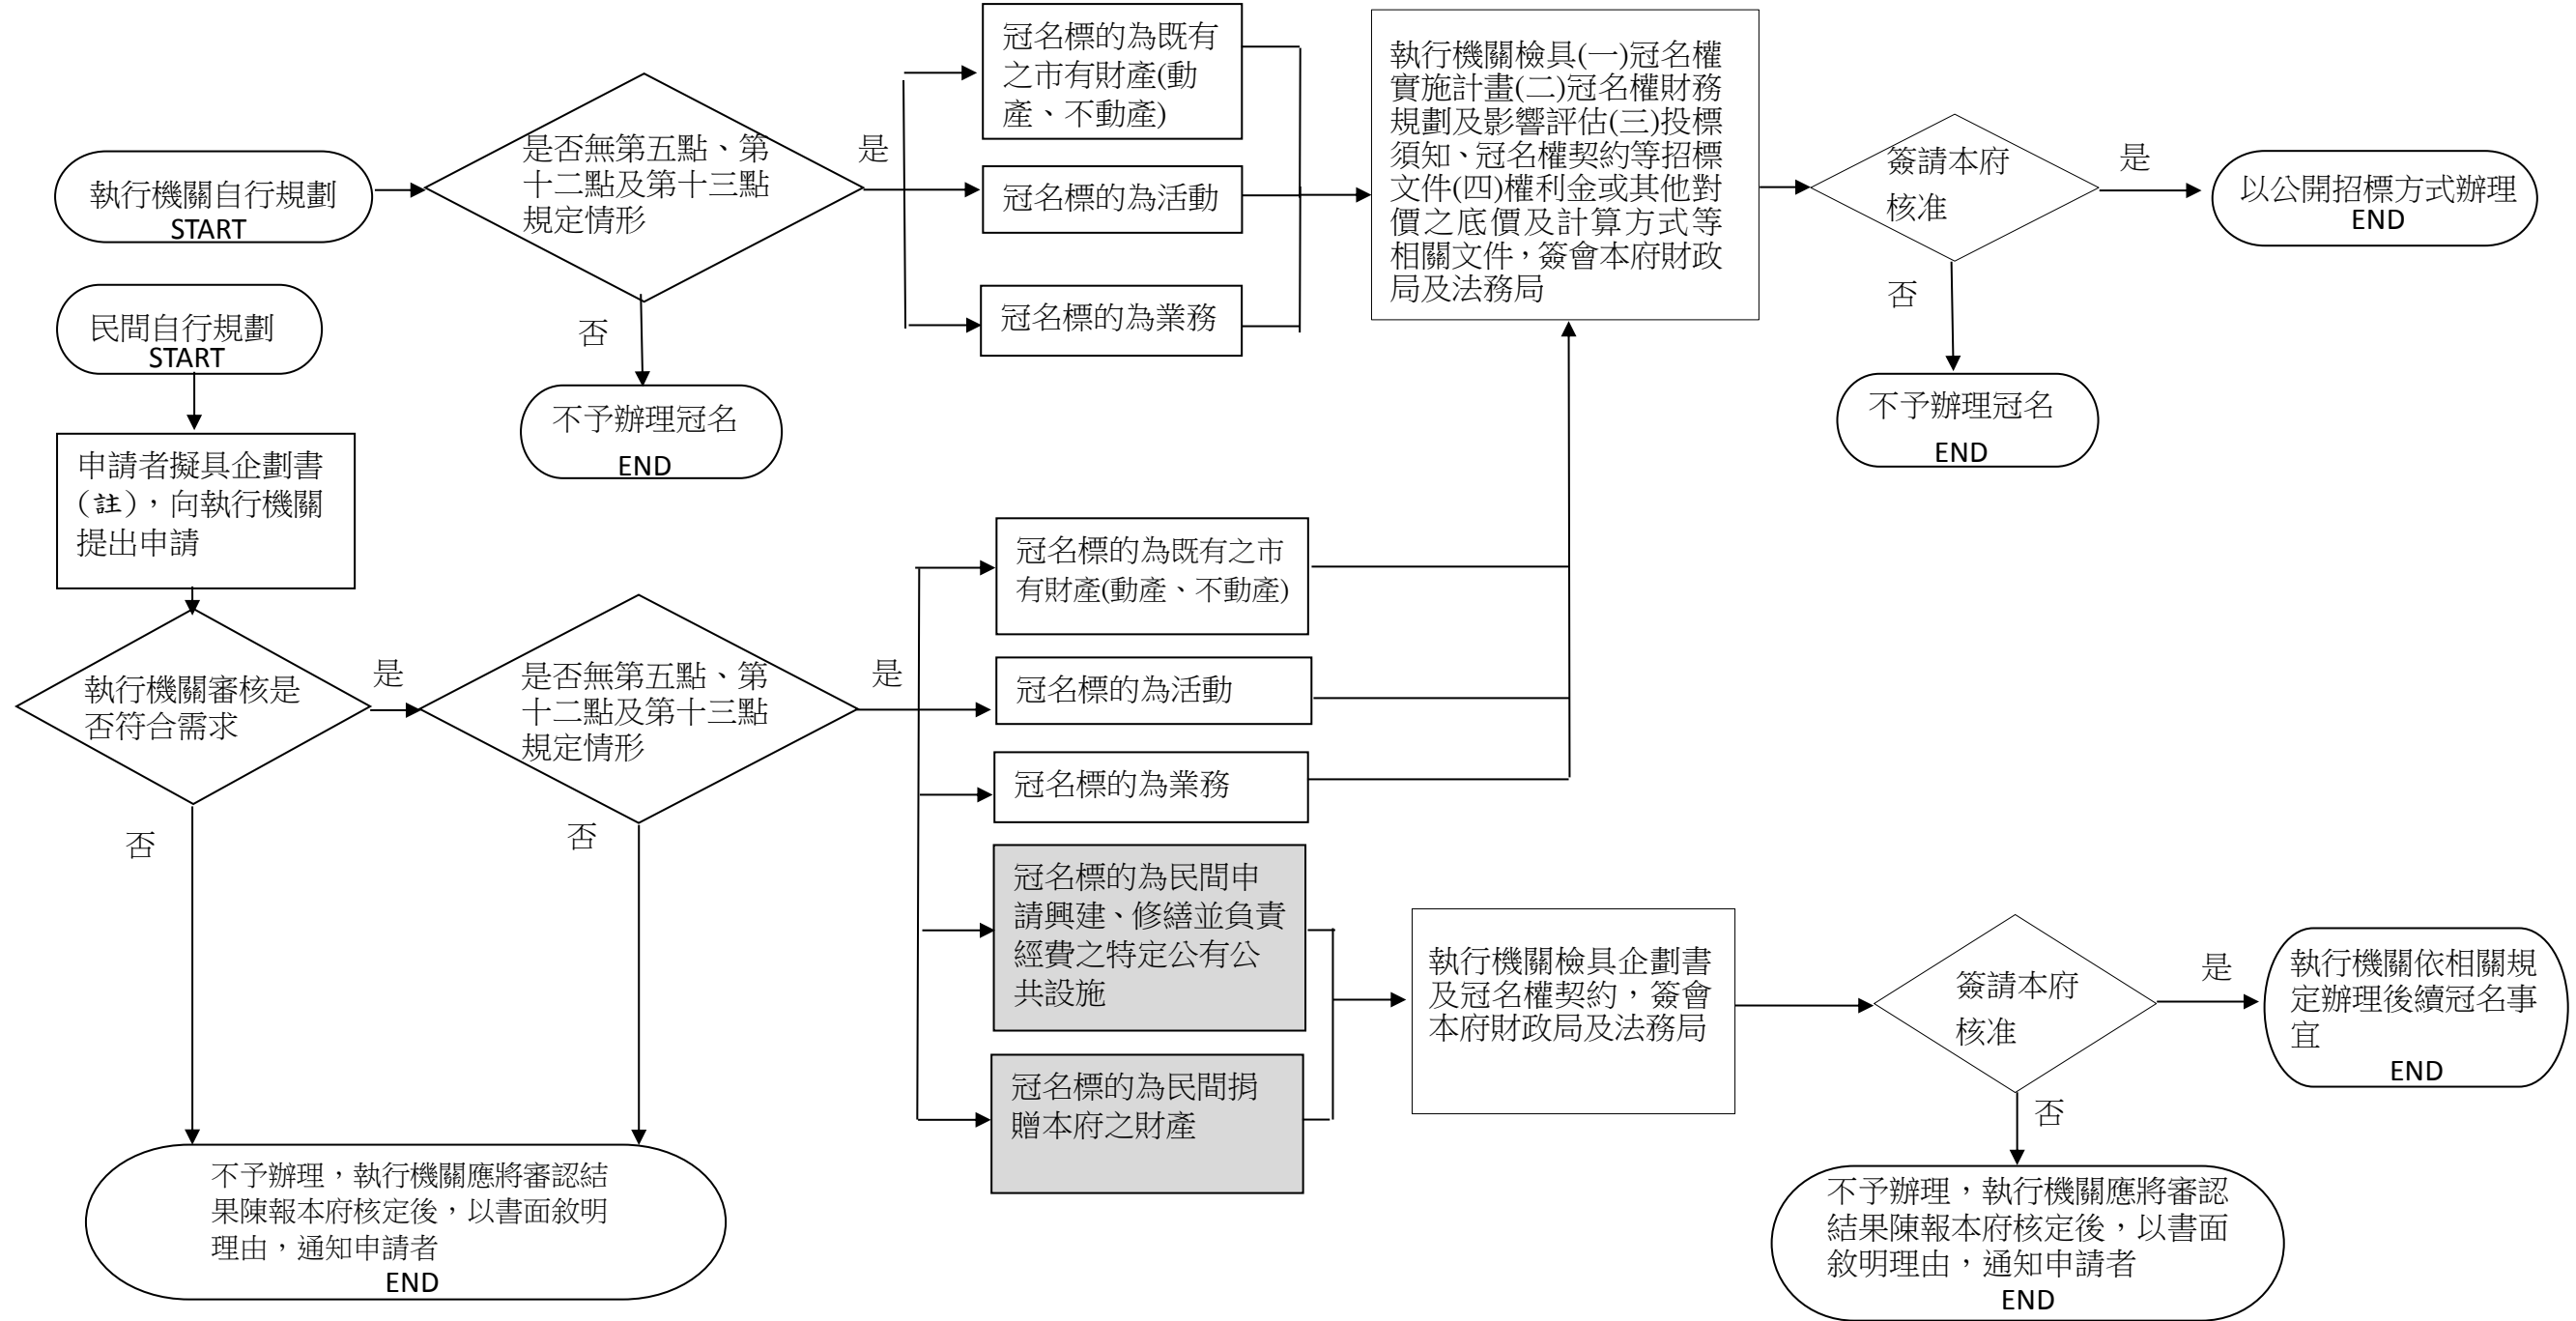 執行機關自行規劃
START
是否無第五點、第
十二點及第十三點
規定情形
是
否
不予辦理冠名
END
冠名標的為既有
之市有財產(動
產、不動產)
冠名標的為活動
冠名標的為業務
執行機關檢具(一)冠名權
實施計畫(二)冠名權財務
規劃及影響評估(三)投標
須知、冠名權契約等招標
文件(四)權利金或其他對
價之底價及計算方式等
相關文件，簽會本府財政
局及法務局
簽請本府
核准
是
以公開招標方式辦理
END
否
不予辦理冠名
END
民間自行規劃
START
申請者擬具企劃書
(註)，向執行機關
提出申請
執行機關審核是
否符合需求
是
否
是否無第五點、第
十二點及第十三點
規定情形
是
否
不予辦理，執行機關應將審認結
果陳報本府核定後，以書面敘明
理由，通知申請者
END
冠名標的為既有之市
有財產(動產、不動產)
冠名標的為活動
冠名標的為業務
冠名標的為民間申
請興建、修繕並負責
經費之特定公有公
共設施
冠名標的為民間捐
贈本府之財產
執行機關檢具企劃書
及冠名權契約，簽會
本府財政局及法務局
簽請本府
核准
是
執行機關依相關規
定辦理後續冠名事
宜
END
否
不予辦理，執行機關應將審認
結果陳報本府核定後，以書面
敘明理由，通知申請者
END